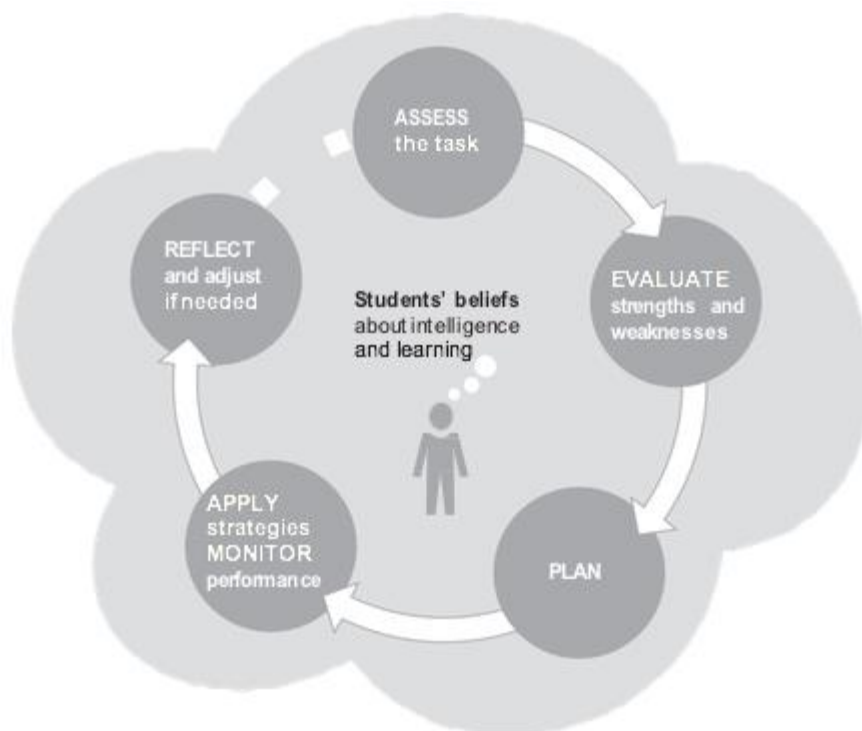 ASSESS
the task
EVALUATE
strengths and
weaknesses
PLAN
APPLY
strategies
MONITOR
performance
REFLECT
and adjust
if needed
Students' beliefs
about intelligence
and learning